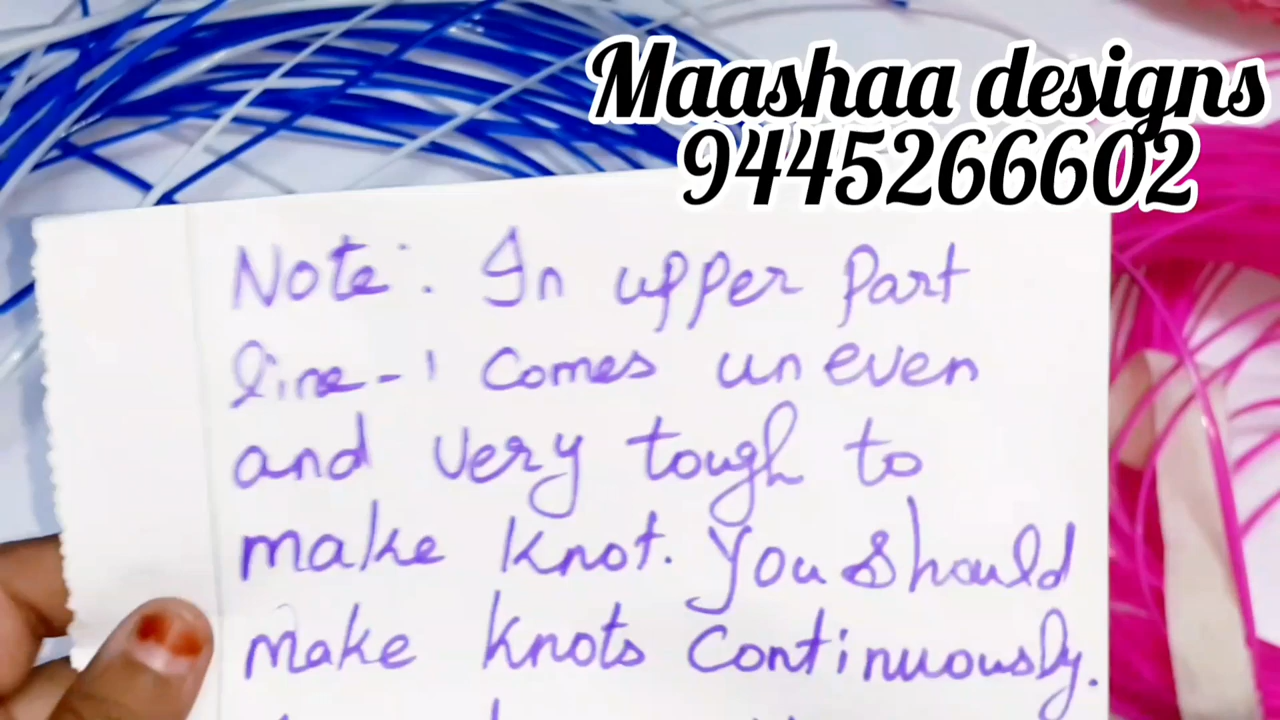 Maashaa designs
9445266602
Note: In upper part
line-1 comes uneven
and very tough to
make knot. You should
make knots continuously.